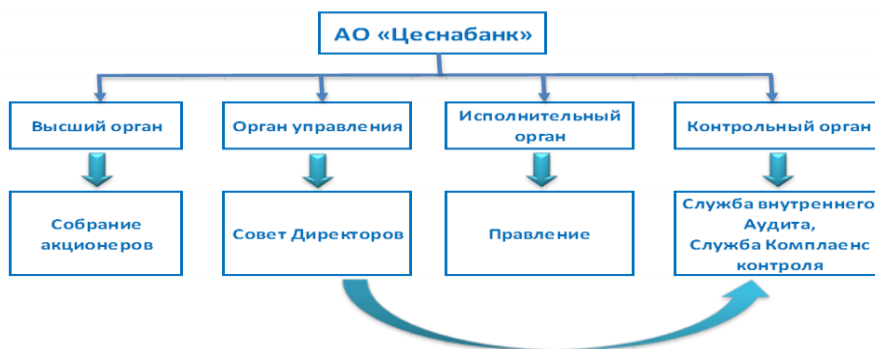 АО «Цеснабанк»
Высший орган
Орган управления
Исполнительный
орган
Контрольный орган
Собрание
акционеров
Совет Директоров
Правление
Служба внутреннего
Аудита,
Служба Комплаенс
контроля